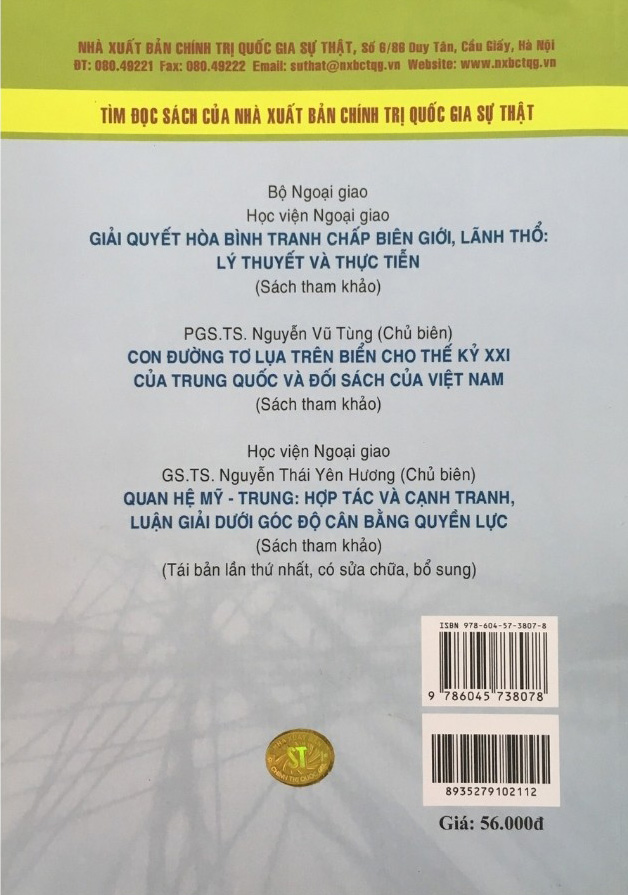 NHÀ XUẤT BẢN CHÍNH TRỊ QUỐC GIA SỰ THẬT, Số 6/86 Duy Tân, Cầu Giấy, Hà Nội
ĐT: 080.49221 Fax: 080.49222 Email: suthat@nxbctqg.vn Website: www.nxbctqg.vn
TÌM ĐỌC SÁCH CỦA NHÀ XUẤT BẢN CHÍNH TRỊ QUỐC GIA SỰ THẬT
Bộ Ngoại giao
Học viện Ngoại giao
GIẢI QUYẾT HÒA BÌNH TRANH CHẤP BIÊN GIỚI, LÃNH THỔ:
LÝ THUYẾT VÀ THỰC TIỄN
(Sách tham khảo)
PGS.TS. Nguyễn Vũ Tùng (Chủ biên)
CON ĐƯỜNG TƠ LỤA TRÊN BIỂN CHO THẾ KỶ XXI
CỦA TRUNG QUỐC VÀ ĐỐI SÁCH CỦA VIỆT NAM
(Sách tham khảo)
Học viện Ngoại giao
GS.TS. Nguyễn Thái Yên Hương (Chủ biên)
QUAN HỆ MỸ - TRUNG: HỢP TÁC VÀ CẠNH TRANH,
LUẬN GIẢI DƯỚI GÓC ĐỘ CÂN BẰNG QUYỀN LỰC
(Sách tham khảo)
(Tái bản lần thứ nhất, có sửa chữa, bổ sung)
ISBN 978-604-57-3807-8
9 786045 738078
ST
8935279102112
Giá: 56.000đ